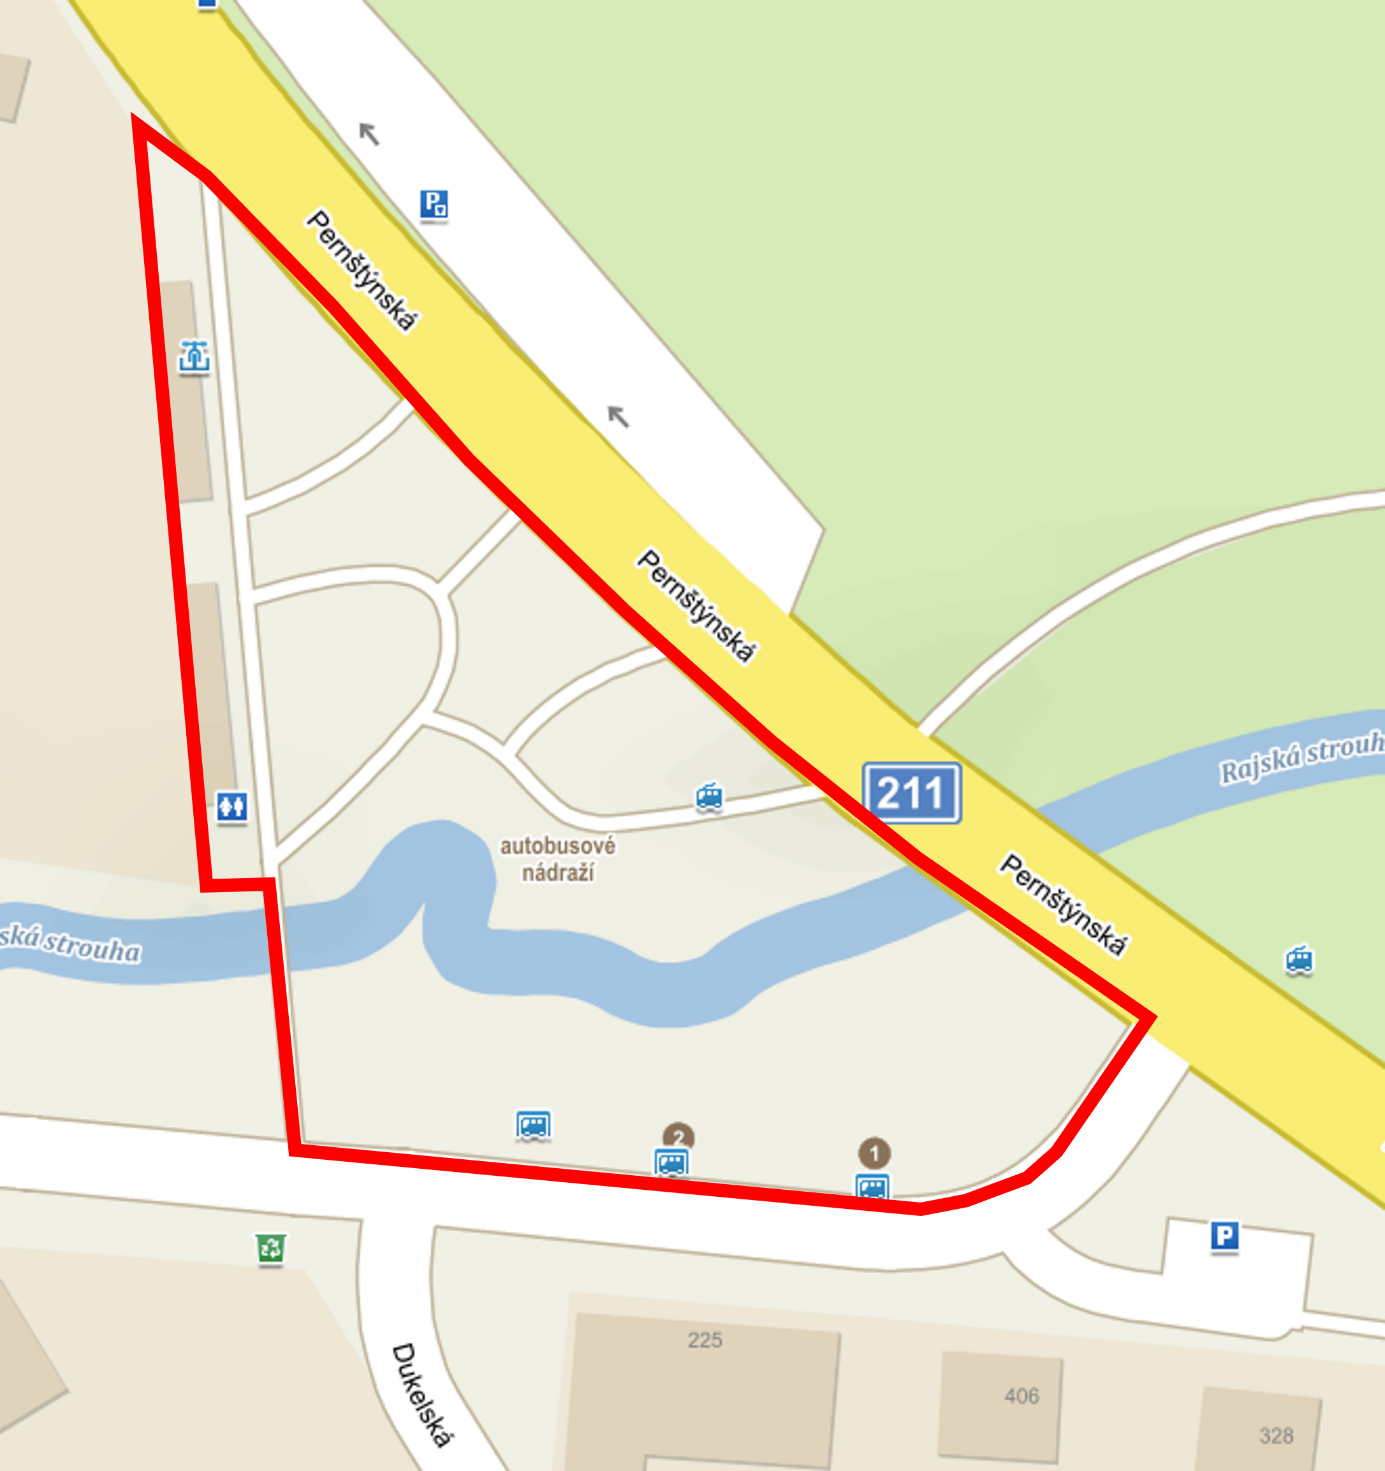 P
Pernštýnská
Pernštýnská
211
Rajská strouh
autobusové
nádraží
Pernštýnská
ská strouha
2
1
P
225
Dukelská
406
328